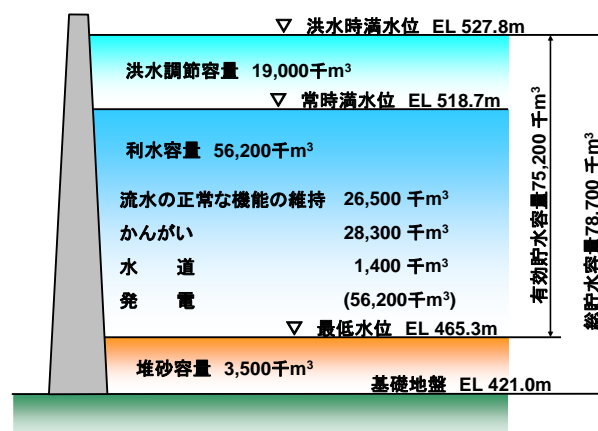 ▽ 洪水時満水位 EL 527.8m
洪水調節容量 19,000千m³
▽ 常時満水位 EL 518.7m
利水容量 56,200千m³
流水の正常な機能の維持 26,500 千m³
かんがい 28,300 千m³
水 道 1,400 千m³
発 電 (56,200千m³)
▽ 最低水位 EL 465.3m
堆砂容量 3,500千m³
基礎地盤 EL 421.0m
有効貯水容量75,200 千m³
総貯水容量78.700 千m³